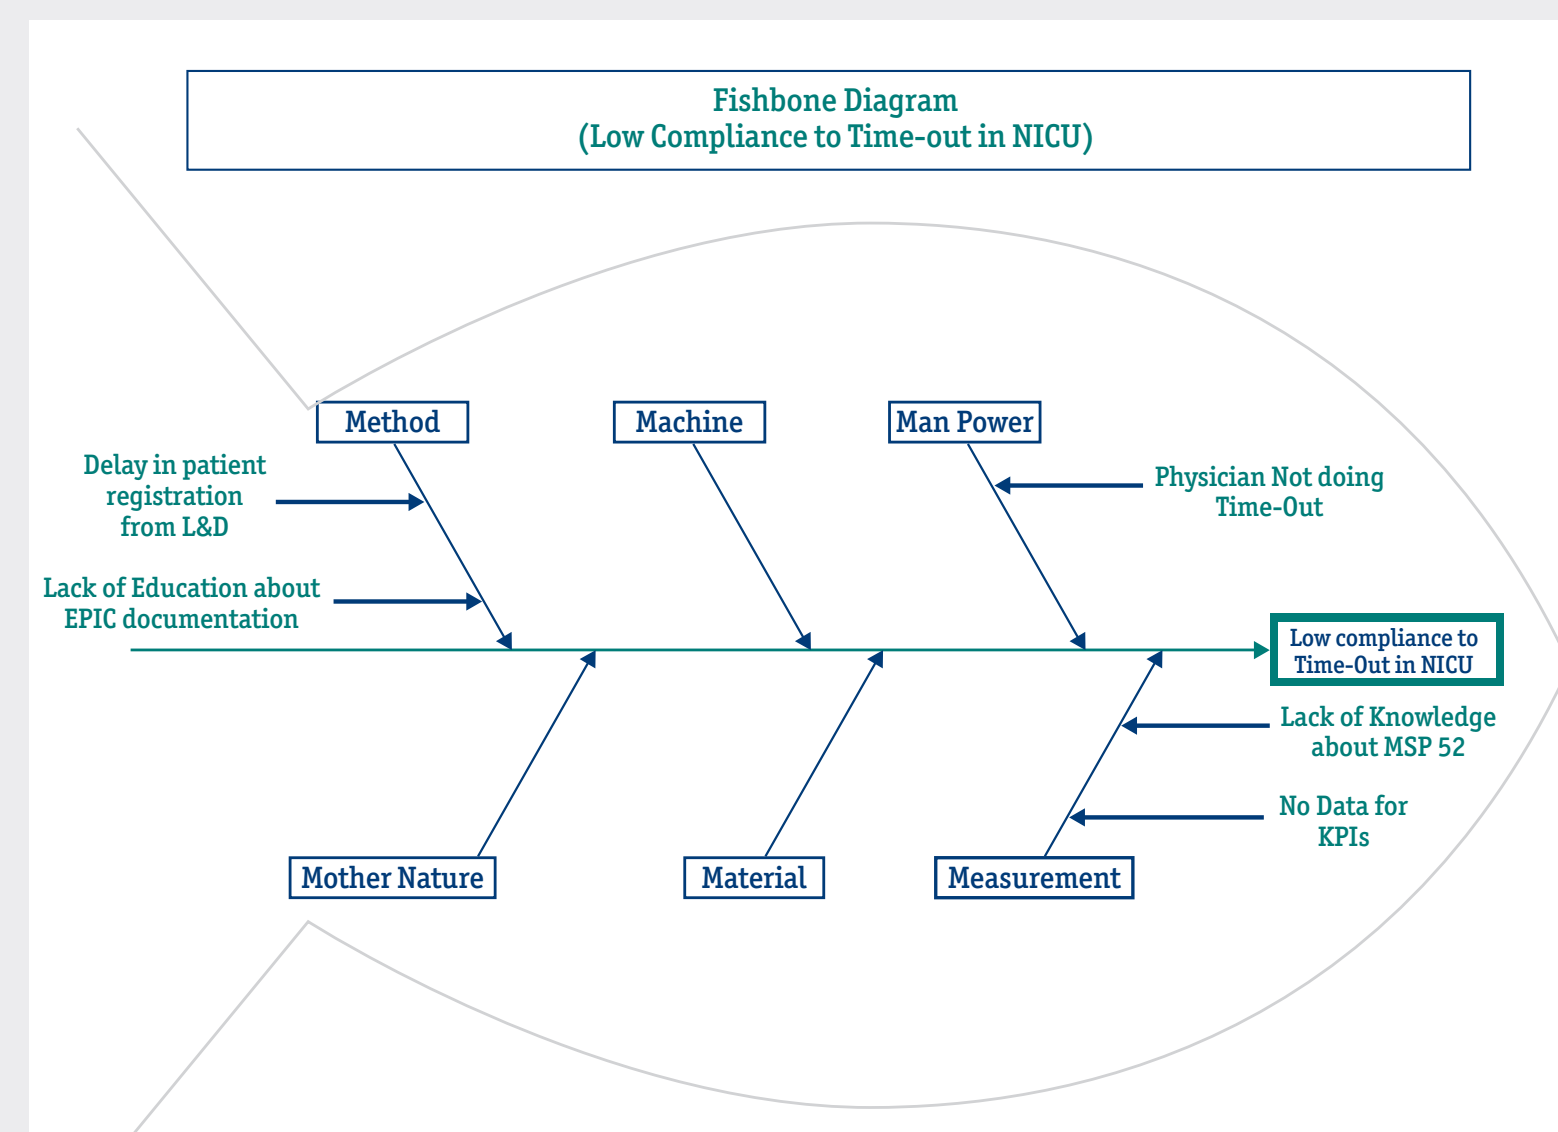 Fishbone Diagram
(Low Compliance to Time-out in NICU)
Method
Machine
Man Power
Delay in patient
registration
from L&D
Physician Not doing
Time-Out
Lack of Education about
EPIC documentation
Low compliance to
Time-Out in NICU
Lack of Knowledge
about MSP 52
No Data for
KPIs
Mother Nature
Material
Measurement